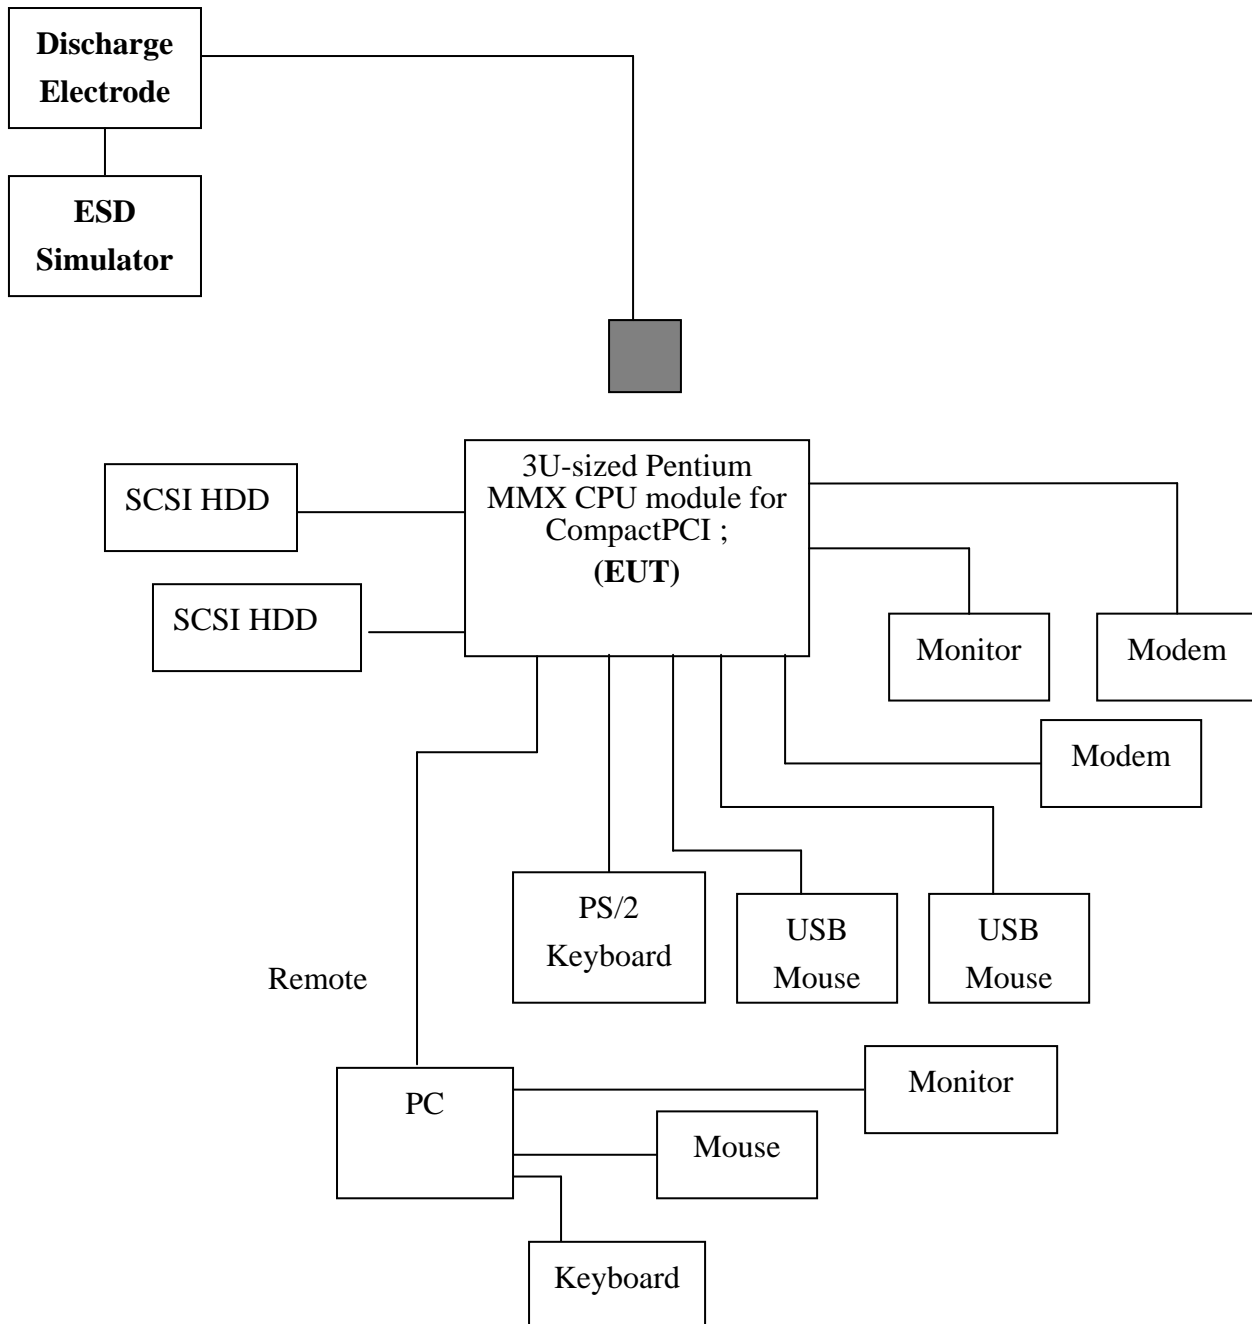 Discharge
Electrode
ESD
Simulator
3U-sized Pentium
MMX CPU module for
CompactPCI ;
(EUT)
SCSI HDD
SCSI HDD
Monitor
Modem
Modem
PS/2
Keyboard
USB
Mouse
USB
Mouse
Remote
PC
Monitor
Mouse
Keyboard